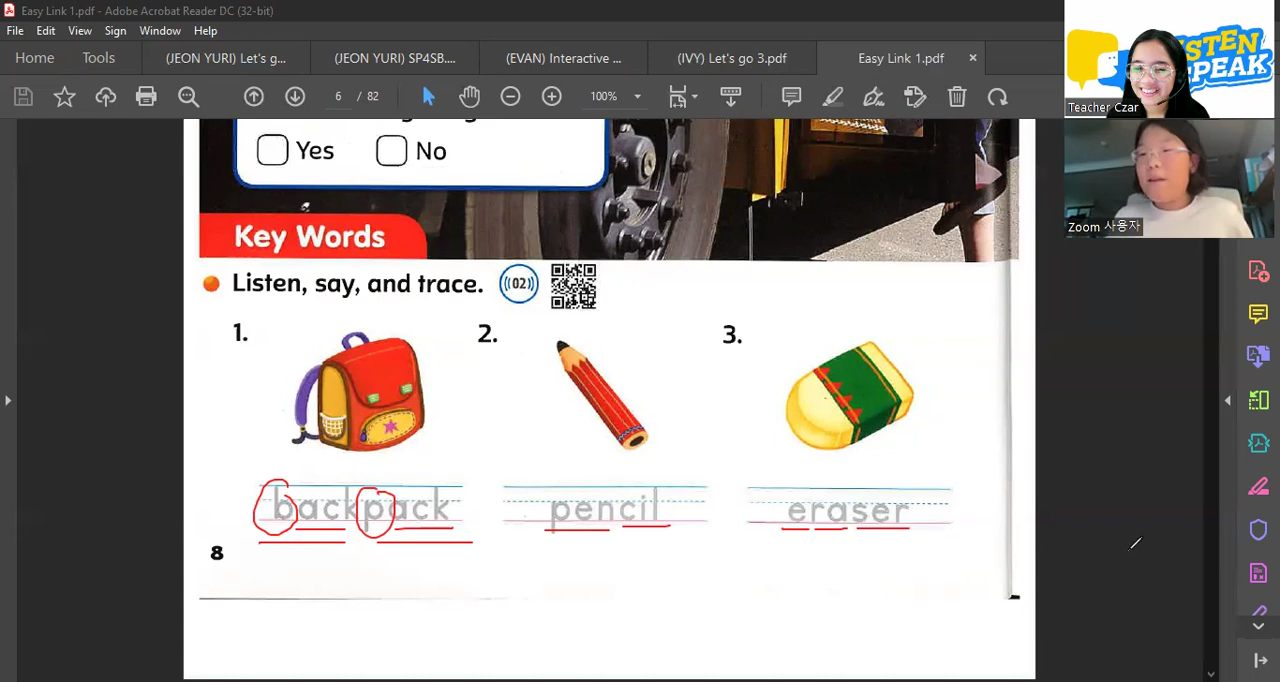 Easy Link 1.pdf - Adobe Acrobat Reader DC (32-bit)
File Edit View Sign Window Help
Home Tools (JEON YURI) Let's g... (JEON YURI) SP4SB.... (EVAN) Interactive ... (IVY) Let's go 3.pdf Easy Link 1.pdf ×
6 / 82 100%
LISTEN
SPEAK
Teacher Czar
Zoom 사용자
Yes No
Key Words
Listen, say, and trace. 02
1. 2. 3.
backpack pencil eraser
8